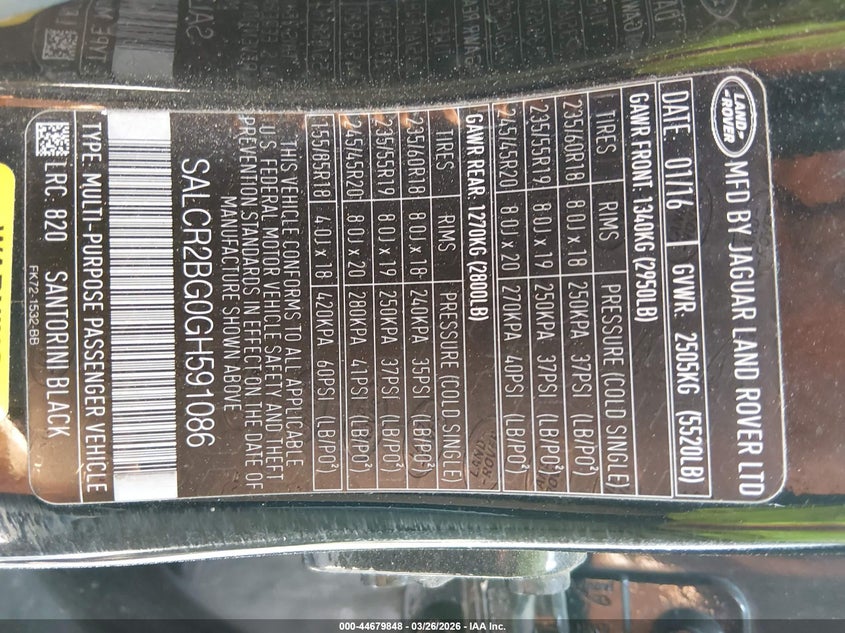 LAND-
ROVER
MFD BY JAGUAR LAND ROVER LTD
DATE: 01/16 GVWR: 2505KG (5520LB)
GAWR FRONT: 1340KG (2950LB)
TIRES RIMS PRESSURE (COLD SINGLE)
235/60R18 8.0J x 18 250KPA 37PSI (LB/PO²)
235/55R19 8.0J x 19 250KPA 37PSI (LB/PO²)
245/45R20 8.0J x 20 270KPA 40PSI (LB/PO²)
GAWR REAR: 1270KG (2800LB)
TIRES RIMS PRESSURE (COLD SINGLE)
235/60R18 8.0J x 18 240KPA 35PSI (LB/PO²)
235/55R19 8.0J x 19 250KPA 37PSI (LB/PO²)
245/45R20 8.0J x 20 280KPA 41PSI (LB/PO²)
155/85R18 4.0J x 18 420KPA 60PSI (LB/PO²)
THIS VEHICLE CONFORMS TO ALL APPLICABLE
U.S. FEDERAL MOTOR VEHICLE SAFETY AND THEFT
PREVENTION STANDARDS IN EFFECT ON THE DATE OF
MANUFACTURE SHOWN ABOVE
SALCR2BG0GH591086
TYPE: MULTI-PURPOSE PASSENGER VEHICLE
LRC: 820 SANTORINI BLACK
FK72-1532-BB
000-44679848 - 03/26/2026 - IAA Inc.